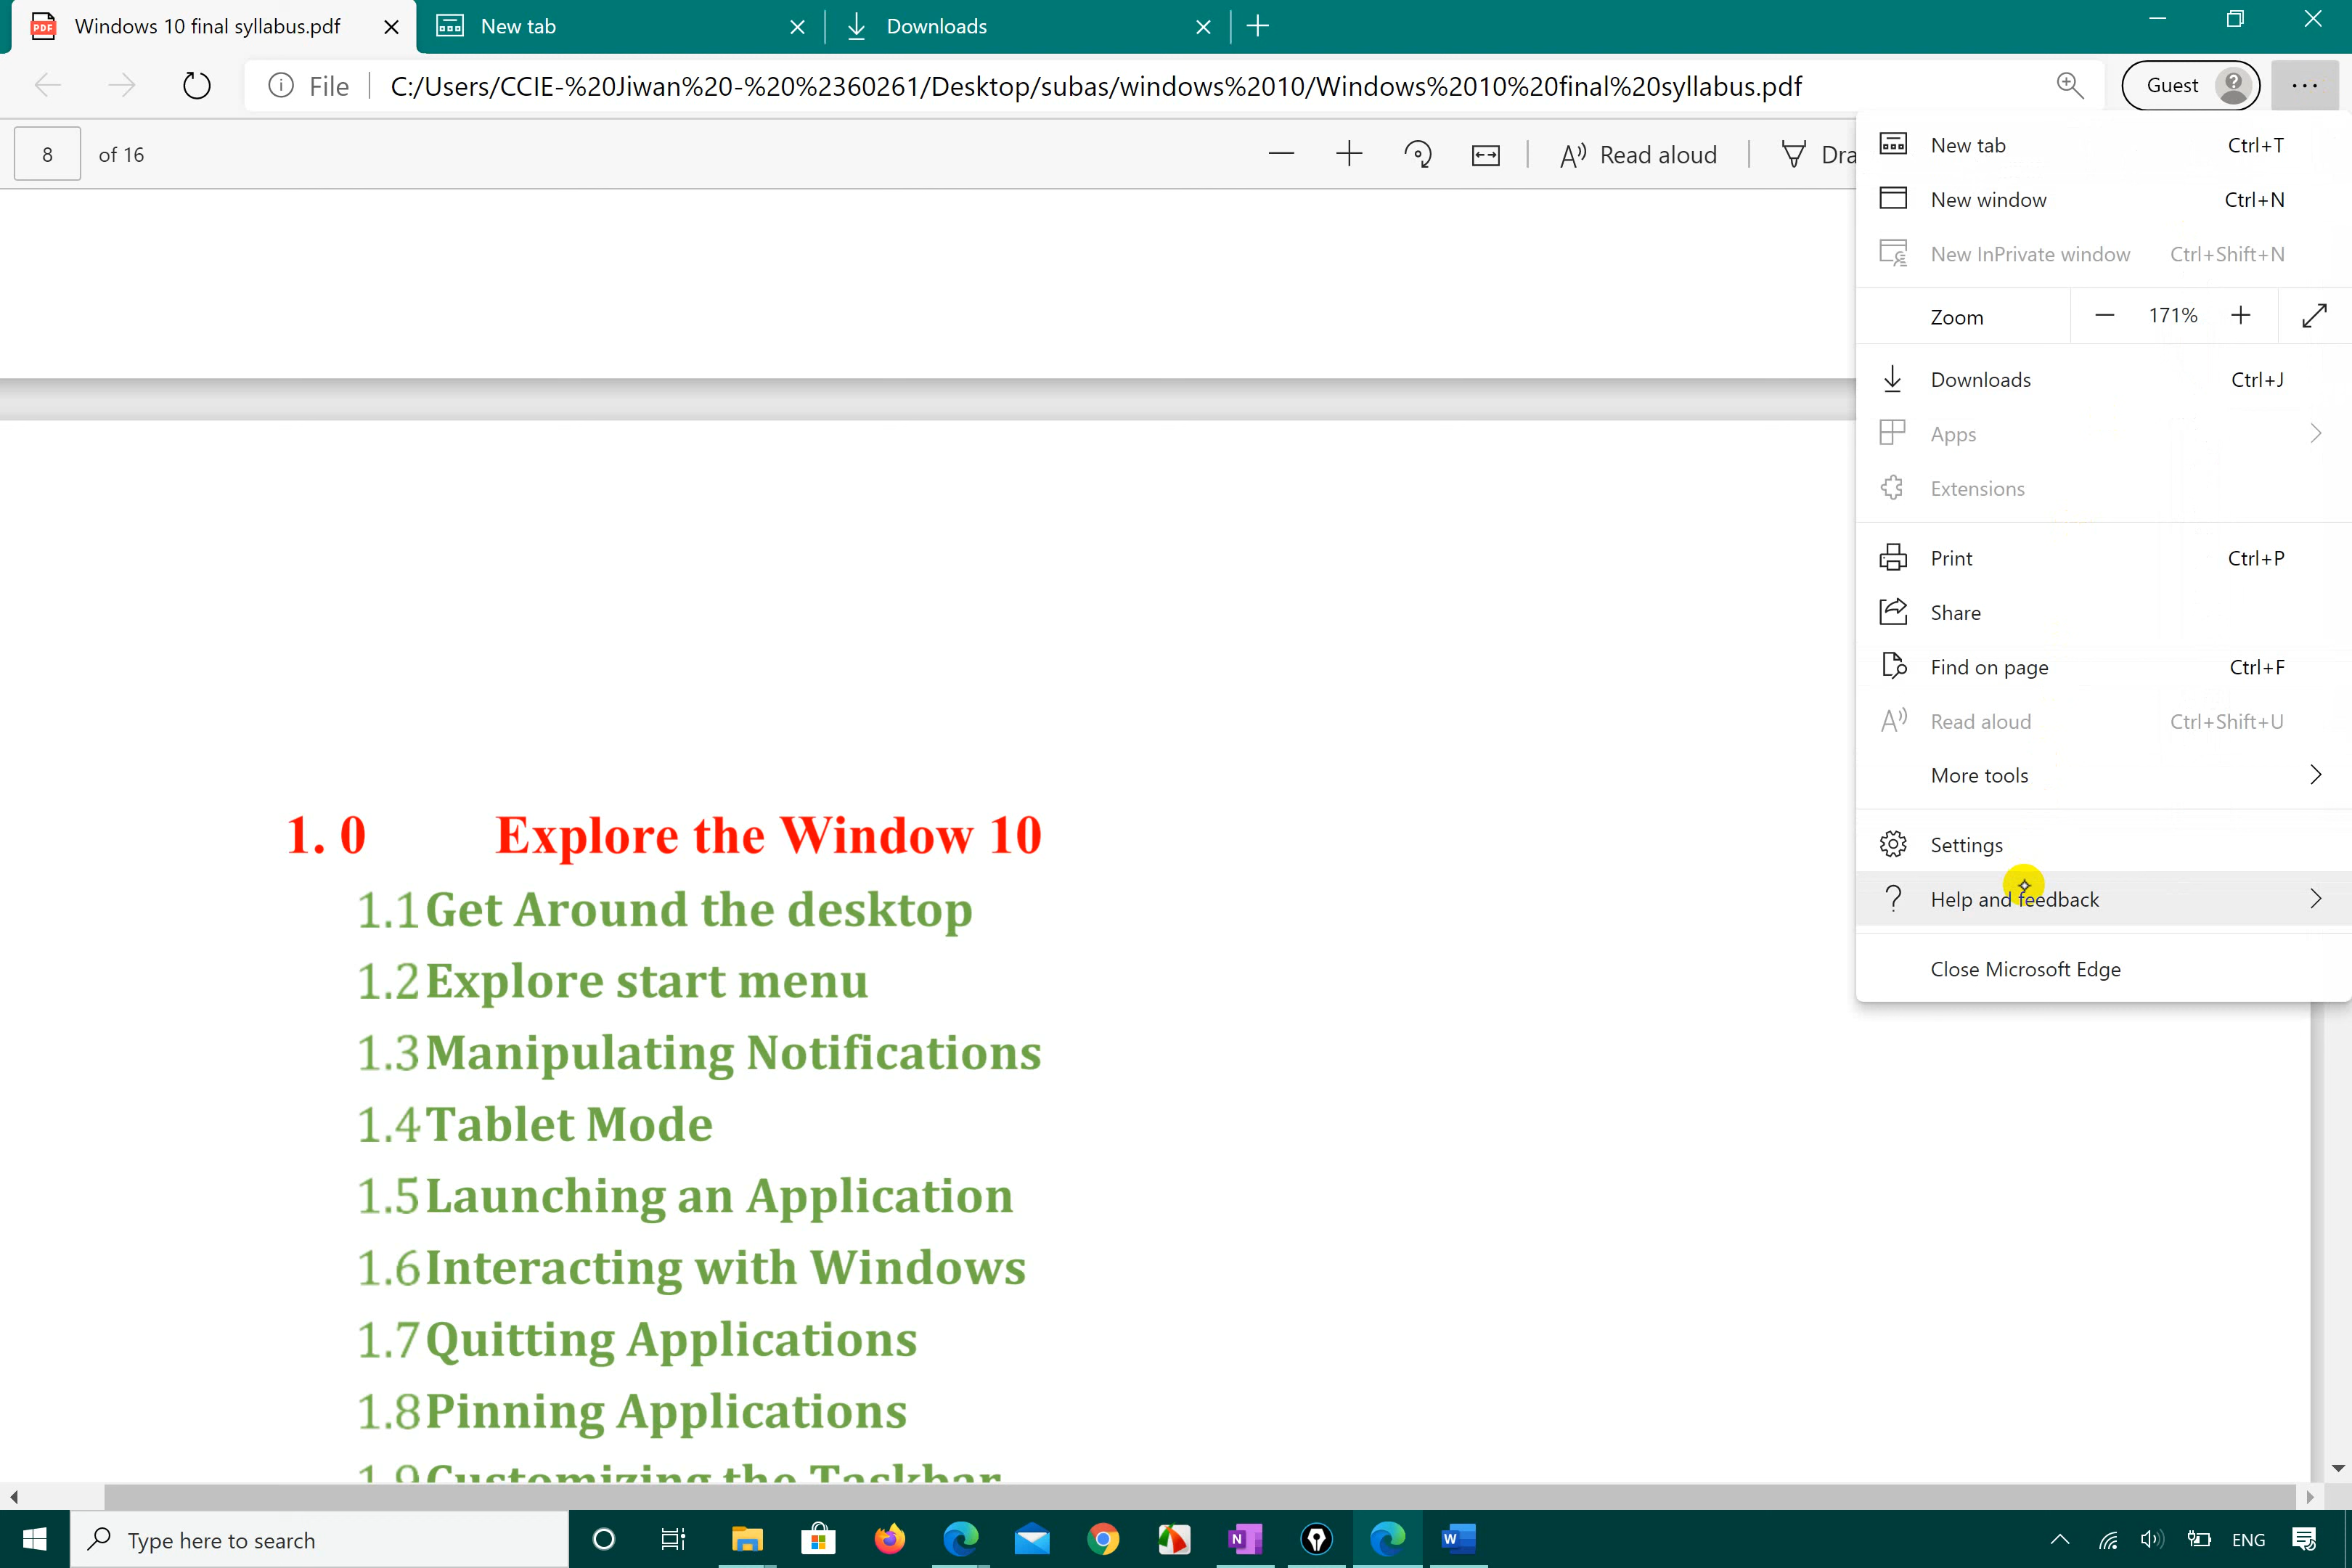 Windows 10 final syllabus.pdf
New tab
Downloads
File
C:/Users/CCIE-%20Jiwan%20-%20%2360261/Desktop/subas/windows%2010/Windows%2010%20final%20syllabus.pdf
Guest
8 of 16
Read aloud
Dra
New tab Ctrl+T
New window Ctrl+N
New InPrivate window Ctrl+Shift+N
Zoom 171%
Downloads Ctrl+J
Apps
Extensions
Print Ctrl+P
Share
Find on page Ctrl+F
Read aloud Ctrl+Shift+U
More tools
Settings
Help and feedback
Close Microsoft Edge
1. 0 Explore the Window 10
1.1 Get Around the desktop
1.2 Explore start menu
1.3 Manipulating Notifications
1.4 Tablet Mode
1.5 Launching an Application
1.6 Interacting with Windows
1.7 Quitting Applications
1.8 Pinning Applications
1.9 Customizing the Taskbar
Type here to search
ENG